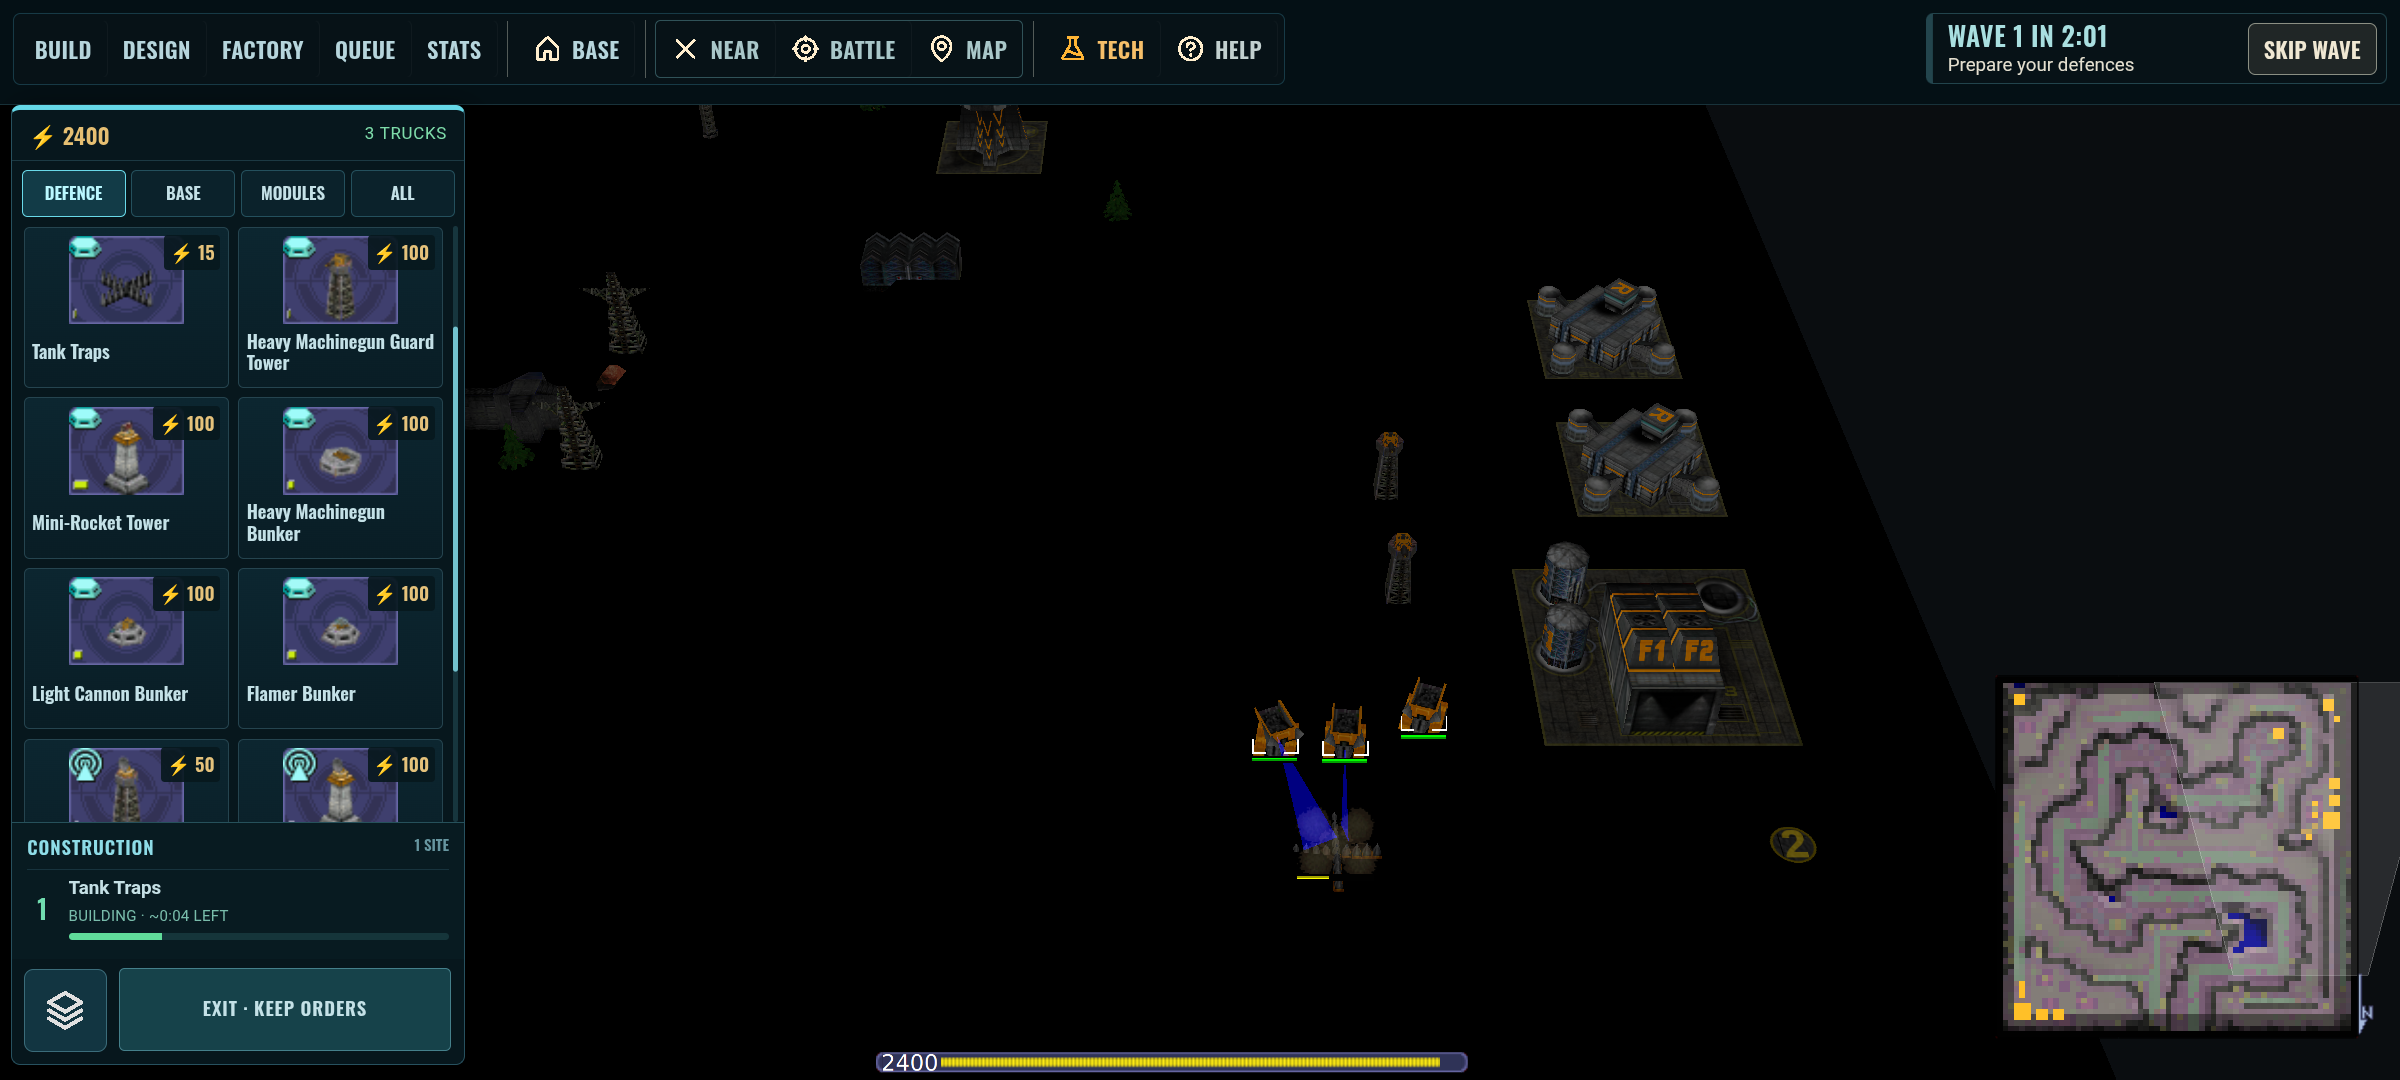 BUILD DESIGN FACTORY QUEUE STATS BASE NEAR BATTLE MAP TECH HELP
WAVE 1 IN 2:01
Prepare your defences
SKIP WAVE
2400
3 TRUCKS
DEFENCE BASE MODULES ALL
15
Tank Traps
100
Heavy Machinegun Guard
Tower
100
Mini-Rocket Tower
100
Heavy Machinegun
Bunker
100
Light Cannon Bunker
100
Flamer Bunker
50
100
CONSTRUCTION
1 SITE
1
Tank Traps
BUILDING · ~0:04 LEFT
EXIT · KEEP ORDERS
R
R
F1 F2
3
2
2400
N